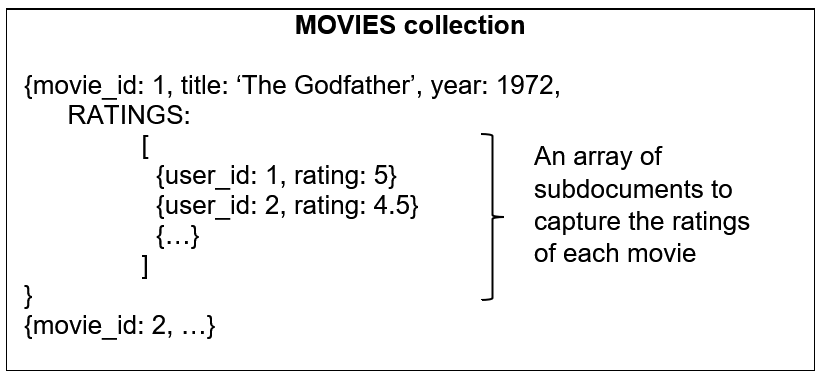 MOVIES collection
{movie_id: 1, title: ‘The Godfather’, year: 1972,
RATINGS:
[
{user_id: 1, rating: 5}
{user_id: 2, rating: 4.5}
{…}
]
}
{movie_id: 2, …}
An array of
subdocuments to
capture the ratings
of each movie